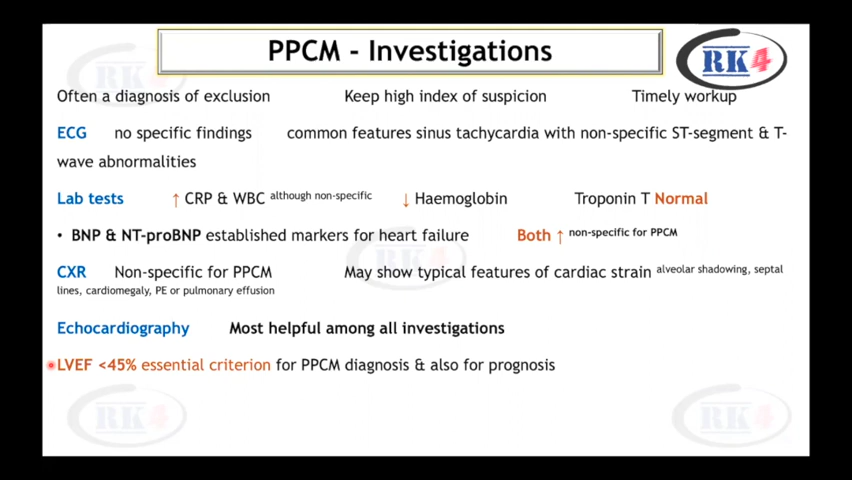 PPCM - Investigations
RK4
Often a diagnosis of exclusion Keep high index of suspicion Timely workup
ECG no specific findings common features sinus tachycardia with non-specific ST-segment & T-
wave abnormalities
Lab tests ↑ CRP & WBC although non-specific ↓ Haemoglobin Troponin T Normal
• BNP & NT-proBNP established markers for heart failure Both ↑ non-specific for PPCM
CXR Non-specific for PPCM May show typical features of cardiac strain alveolar shadowing, septal
lines, cardiomegaly, PE or pulmonary effusion
Echocardiography Most helpful among all investigations
LVEF <45% essential criterion for PPCM diagnosis & also for prognosis
RK4
RK4